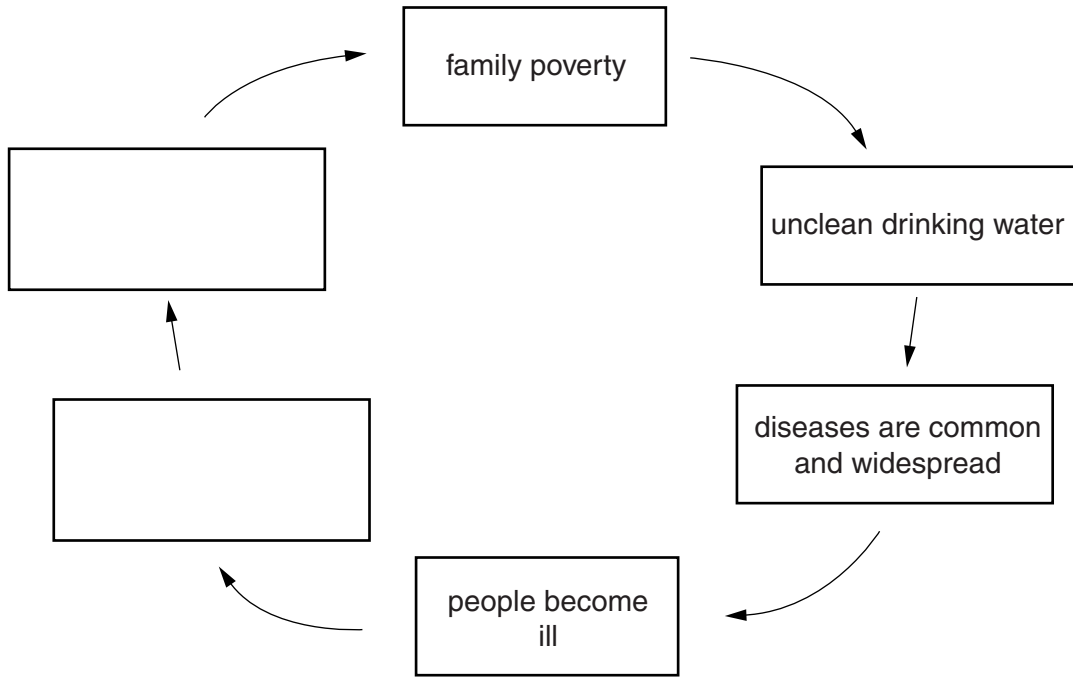 family poverty
unclean drinking water
diseases are common
and widespread
people become
ill